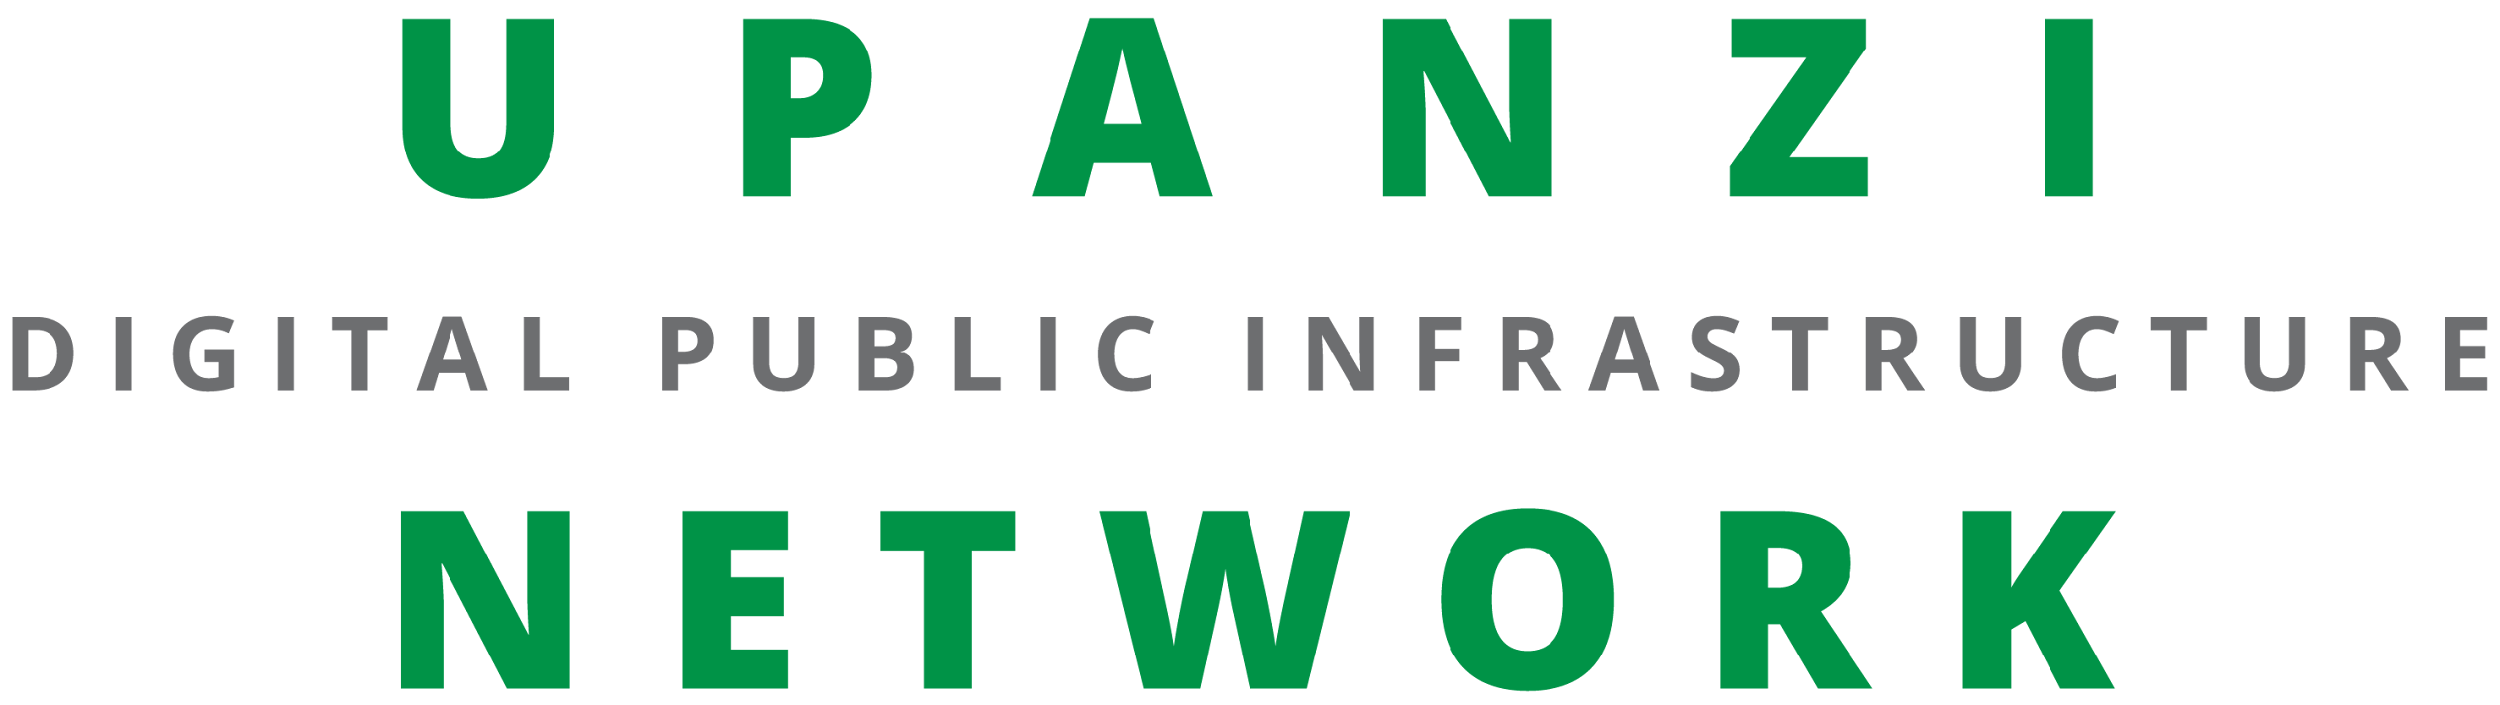 UPANZI
DIGITAL PUBLIC INFRASTRUCTURE
NETWORK